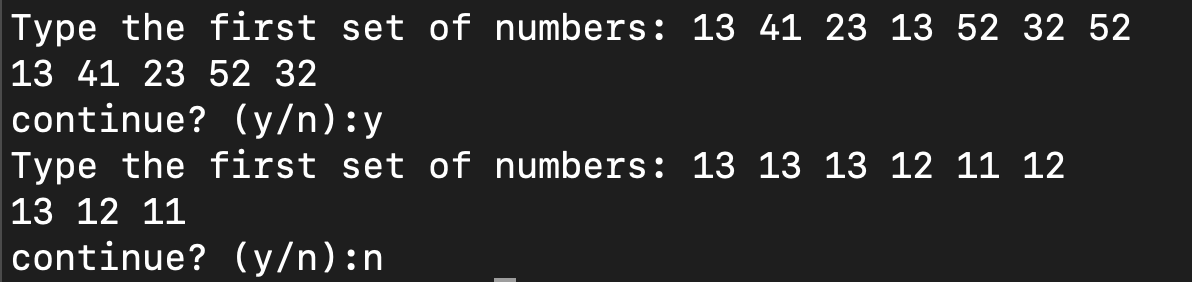 Type the first set of numbers: 13 41 23 13 52 32 52
13 41 23 52 32
continue? (y/n):y
Type the first set of numbers: 13 13 13 12 11 12
13 12 11
continue? (y/n):n